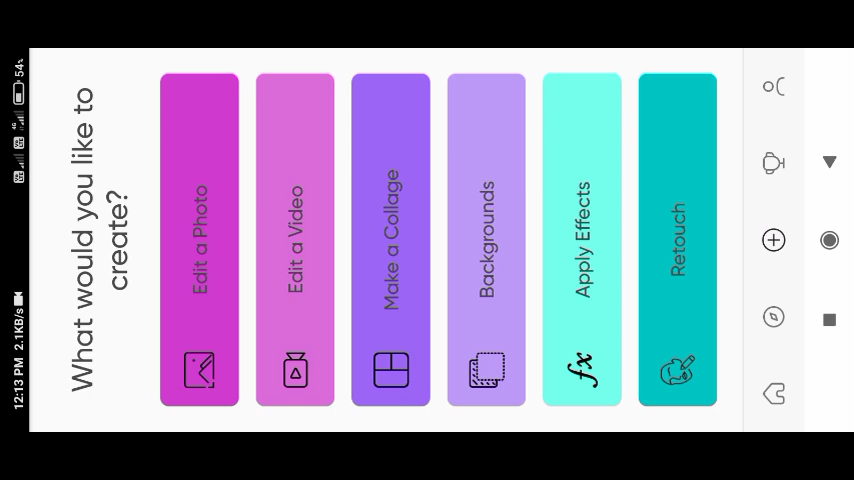 12:13 PM 2.1KB/s
4G 54%
What would you like to
create?
Edit a Photo
Edit a Video
Make a Collage
Backgrounds
fx Apply Effects
Retouch